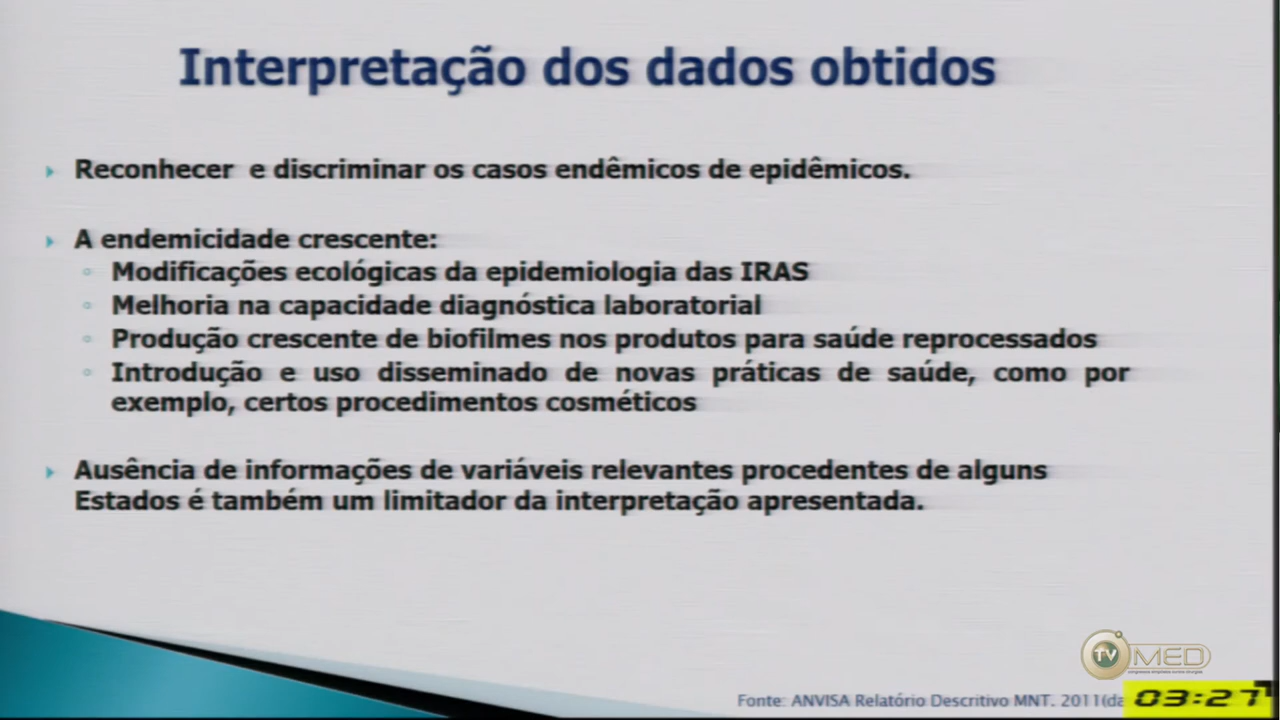 Interpretação dos dados obtidos
Reconhecer e discriminar os casos endêmicos de epidêmicos.
A endemicidade crescente:
Modificações ecológicas da epidemiologia das IRAS
Melhoria na capacidade diagnóstica laboratorial
Produção crescente de biofilmes nos produtos para saúde reprocessados
Introdução e uso disseminado de novas práticas de saúde, como por
exemplo, certos procedimentos cosméticos
Ausência de informações de variáveis relevantes procedentes de alguns
Estados é também um limitador da interpretação apresentada.
TV MED
Fonte: ANVISA Relatório Descritivo MNT. 2011
03:27